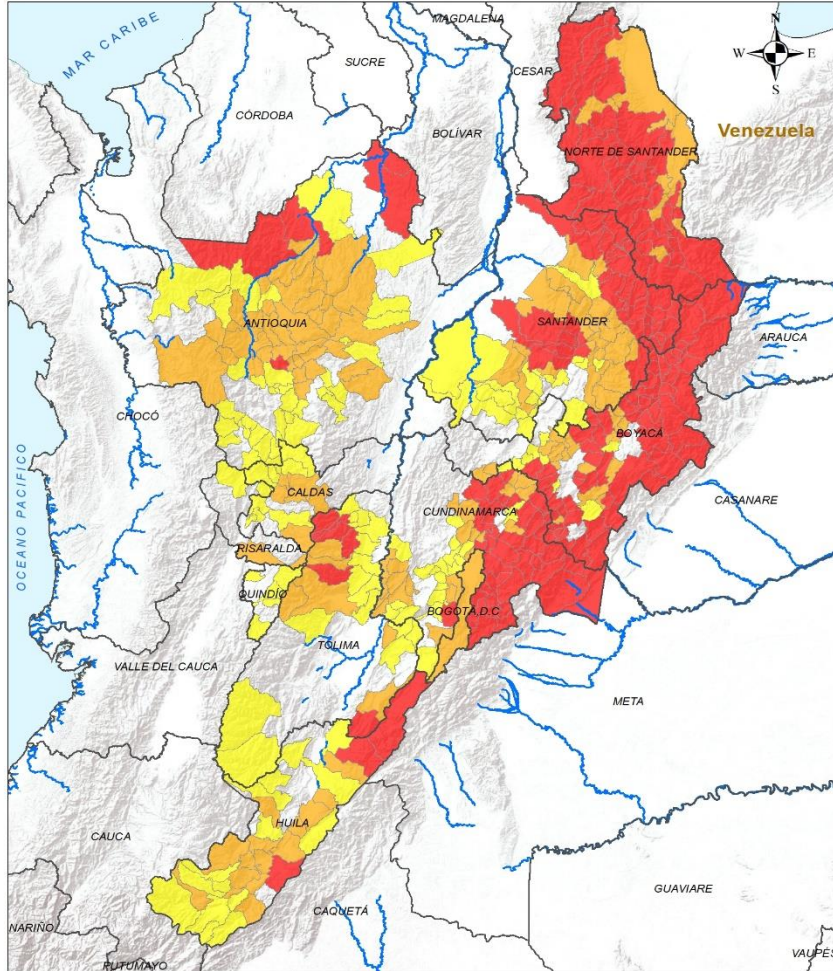 MAGDALENA
N
W E
S
MAR CARIBE
SUCRE
CESAR
CÓRDOBA
BOLÍVAR
Venezuela
NORTE DE SANTANDER
ANTIOQUIA
SANTANDER
ARAUCA
CHOCÓ
BOYACÁ
OCEANO PACIFICO
CALDAS
CUNDINAMARCA
CASANARE
RISARALDA
QUINDÍO
BOGOTÁ,D.C
TOLIMA
VALLE DEL CAUCA
META
HUILA
CAUCA
GUAVIARE
CAQUETÁ
NARIÑO
PUTUMAYO
VAUPÉS